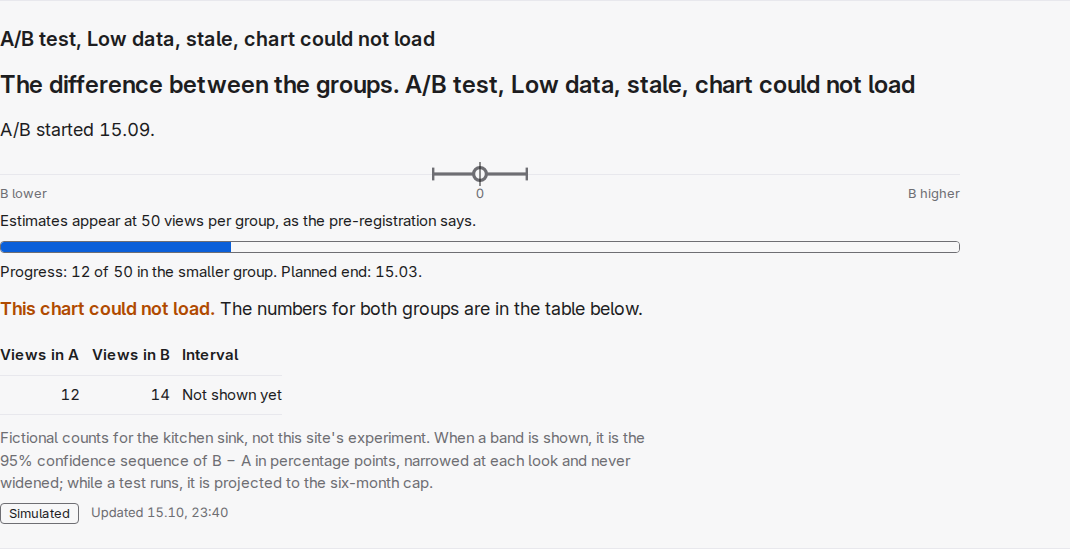 A/B test, Low data, stale, chart could not load
The difference between the groups. A/B test, Low data, stale, chart could not load
A/B started 15.09.
B lower 0 B higher
Estimates appear at 50 views per group, as the pre-registration says.
Progress: 12 of 50 in the smaller group. Planned end: 15.03.
This chart could not load. The numbers for both groups are in the table below.
Views in A Views in B Interval
12 14 Not shown yet
Fictional counts for the kitchen sink, not this site's experiment. When a band is shown, it is the
95% confidence sequence of B − A in percentage points, narrowed at each look and never
widened; while a test runs, it is projected to the six-month cap.
Simulated Updated 15.10, 23:40